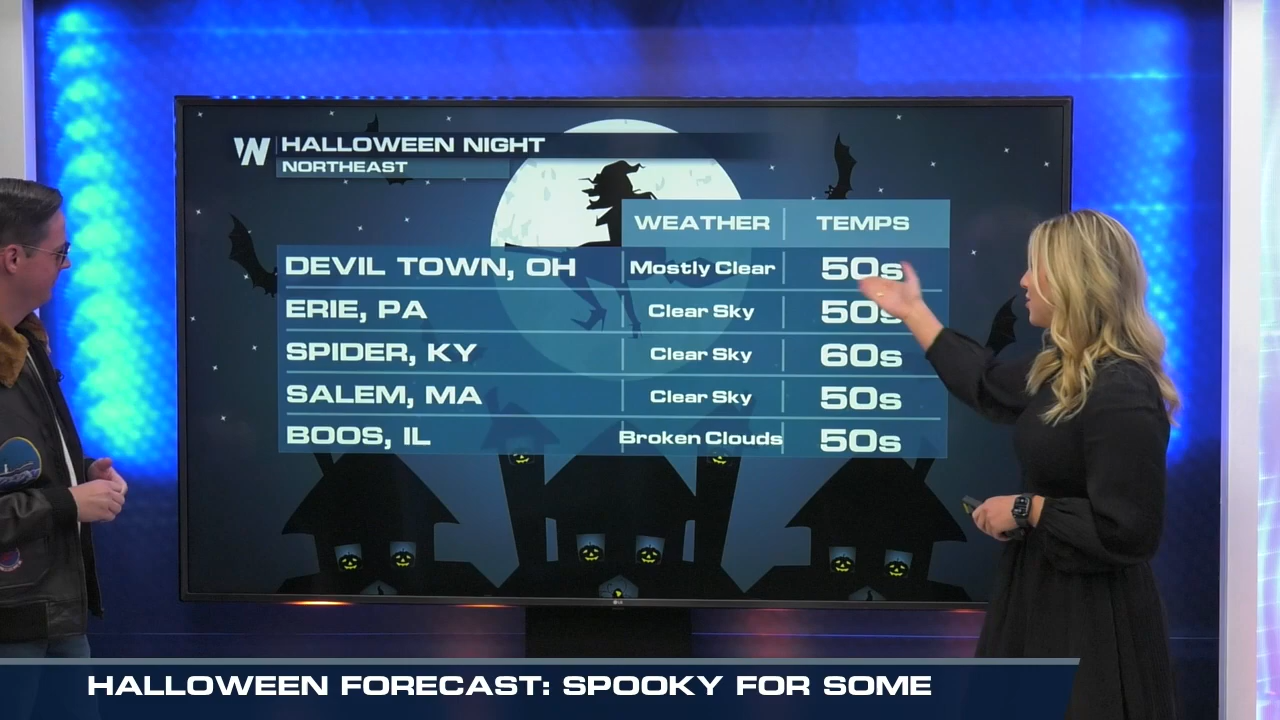 W HALLOWEEN NIGHT
NORTHEAST
WEATHER TEMPS
DEVIL TOWN, OH Mostly Clear 50s
ERIE, PA Clear Sky 50s
SPIDER, KY Clear Sky 60s
SALEM, MA Clear Sky 50s
BOOS, IL Broken Clouds 50s
LG
HALLOWEEN FORECAST: SPOOKY FOR SOME